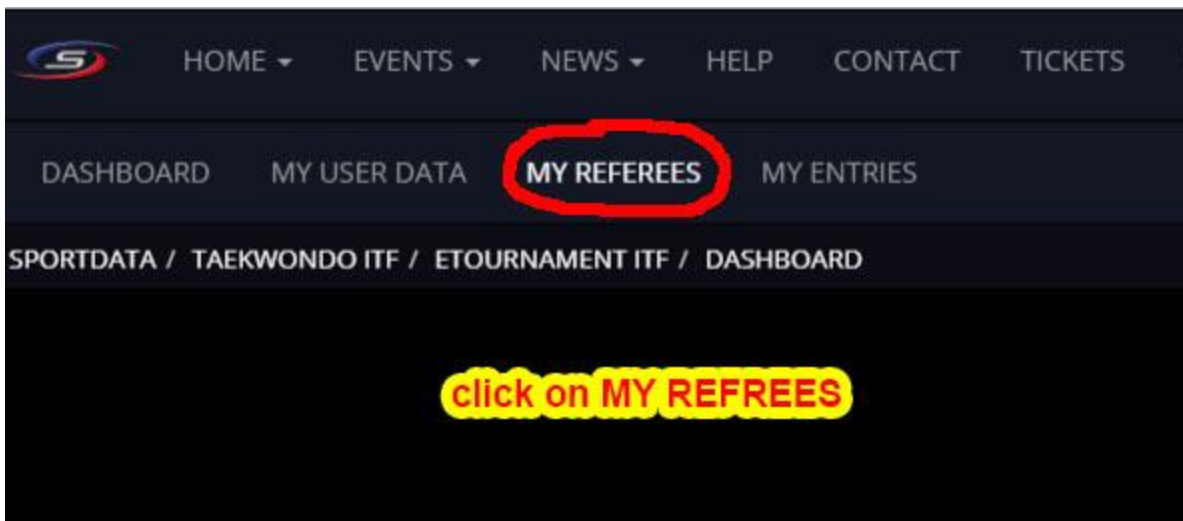 S HOME EVENTS NEWS HELP CONTACT TICKETS
DASHBOARD MY USER DATA MY REFEREES MY ENTRIES
SPORTDATA / TAEKWONDO ITF / ETOURNAMENT ITF / DASHBOARD
click on MY REFREES